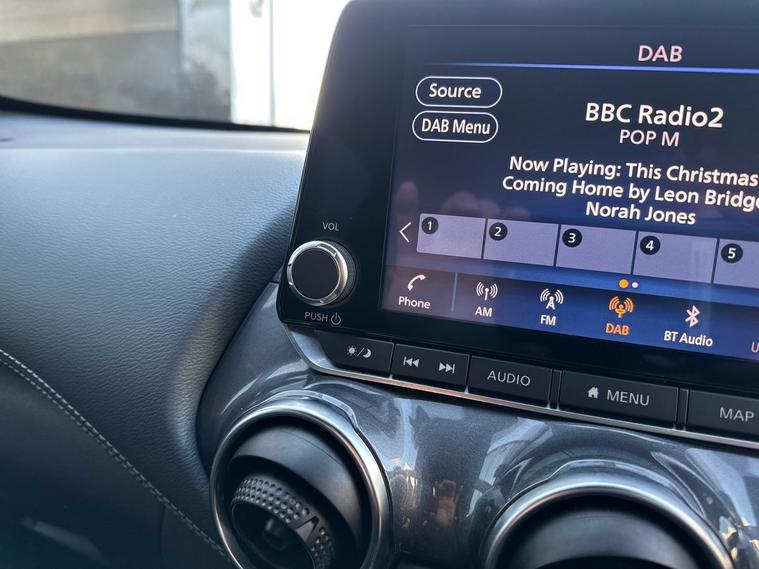 DAB
Source
BBC Radio2
DAB Menu
POP M
Now Playing: This Christmas
Coming Home by Leon Bridge
Norah Jones
VOL
1 2 3 4 5
Phone AM FM DAB BT Audio U
PUSH
AUDIO MENU MAP